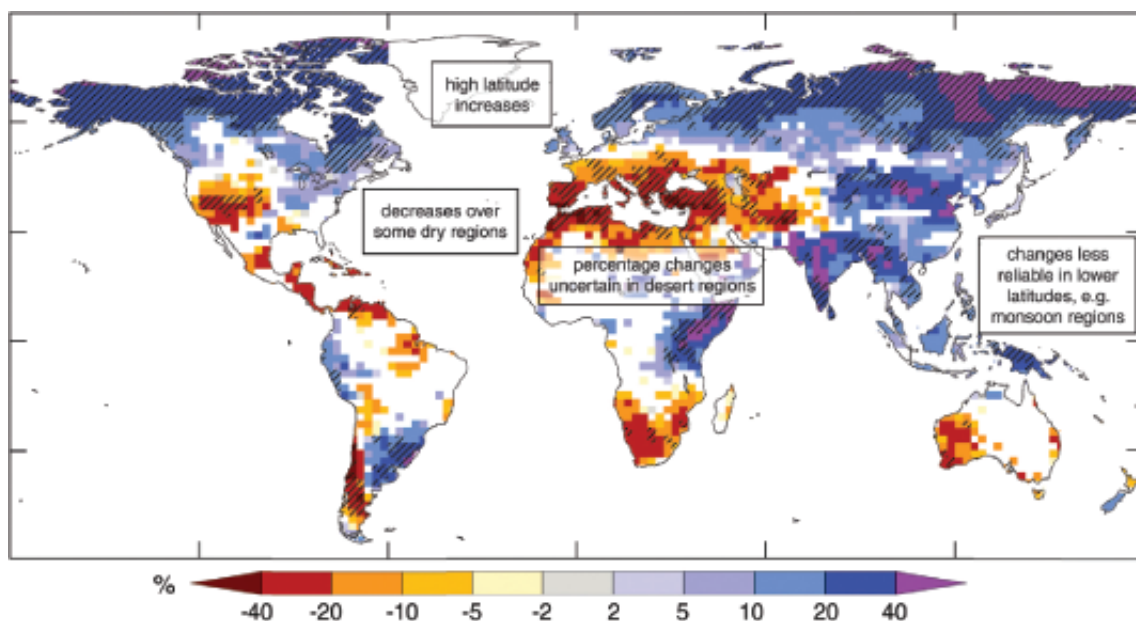 high latitude
increases
decreases over
some dry regions
percentage changes
uncertain in desert regions
changes less
reliable in lower
latitudes, e.g.
monsoon regions
% -40 -20 -10 -5 -2 2 5 10 20 40